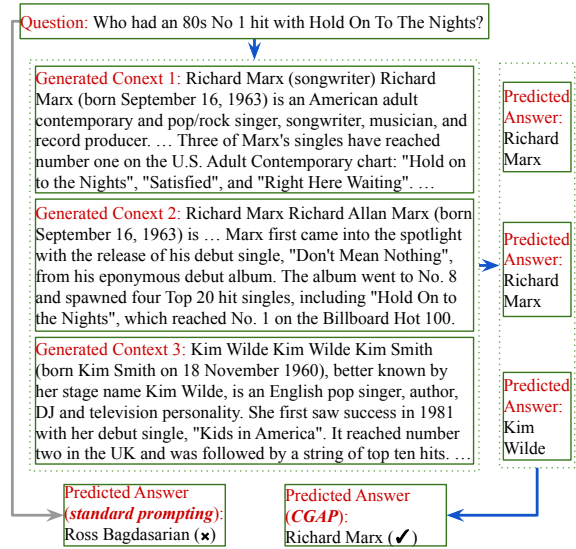 Question: Who had an 80s No 1 hit with Hold On To The Nights?
Generated Conext 1: Richard Marx (songwriter) Richard
Marx (born September 16, 1963) is an American adult
contemporary and pop/rock singer, songwriter, musician, and
record producer. … Three of Marx's singles have reached
number one on the U.S. Adult Contemporary chart: "Hold on
to the Nights", "Satisfied", and "Right Here Waiting". …
Predicted
Answer:
Richard
Marx
Generated Conext 2: Richard Marx Richard Allan Marx (born
September 16, 1963) is … Marx first came into the spotlight
with the release of his debut single, "Don't Mean Nothing",
from his eponymous debut album. The album went to No. 8
and spawned four Top 20 hit singles, including "Hold On to
the Nights", which reached No. 1 on the Billboard Hot 100.
Predicted
Answer:
Richard
Marx
Generated Context 3: Kim Wilde Kim Wilde Kim Smith
(born Kim Smith on 18 November 1960), better known by
her stage name Kim Wilde, is an English pop singer, author,
DJ and television personality. She first saw success in 1981
with her debut single, "Kids in America". It reached number
two in the UK and was followed by a string of top ten hits. …
Predicted
Answer:
Kim
Wilde
Predicted Answer
(standard prompting):
Ross Bagdasarian (✖)
Predicted Answer
(CGAP):
Richard Marx (✓)